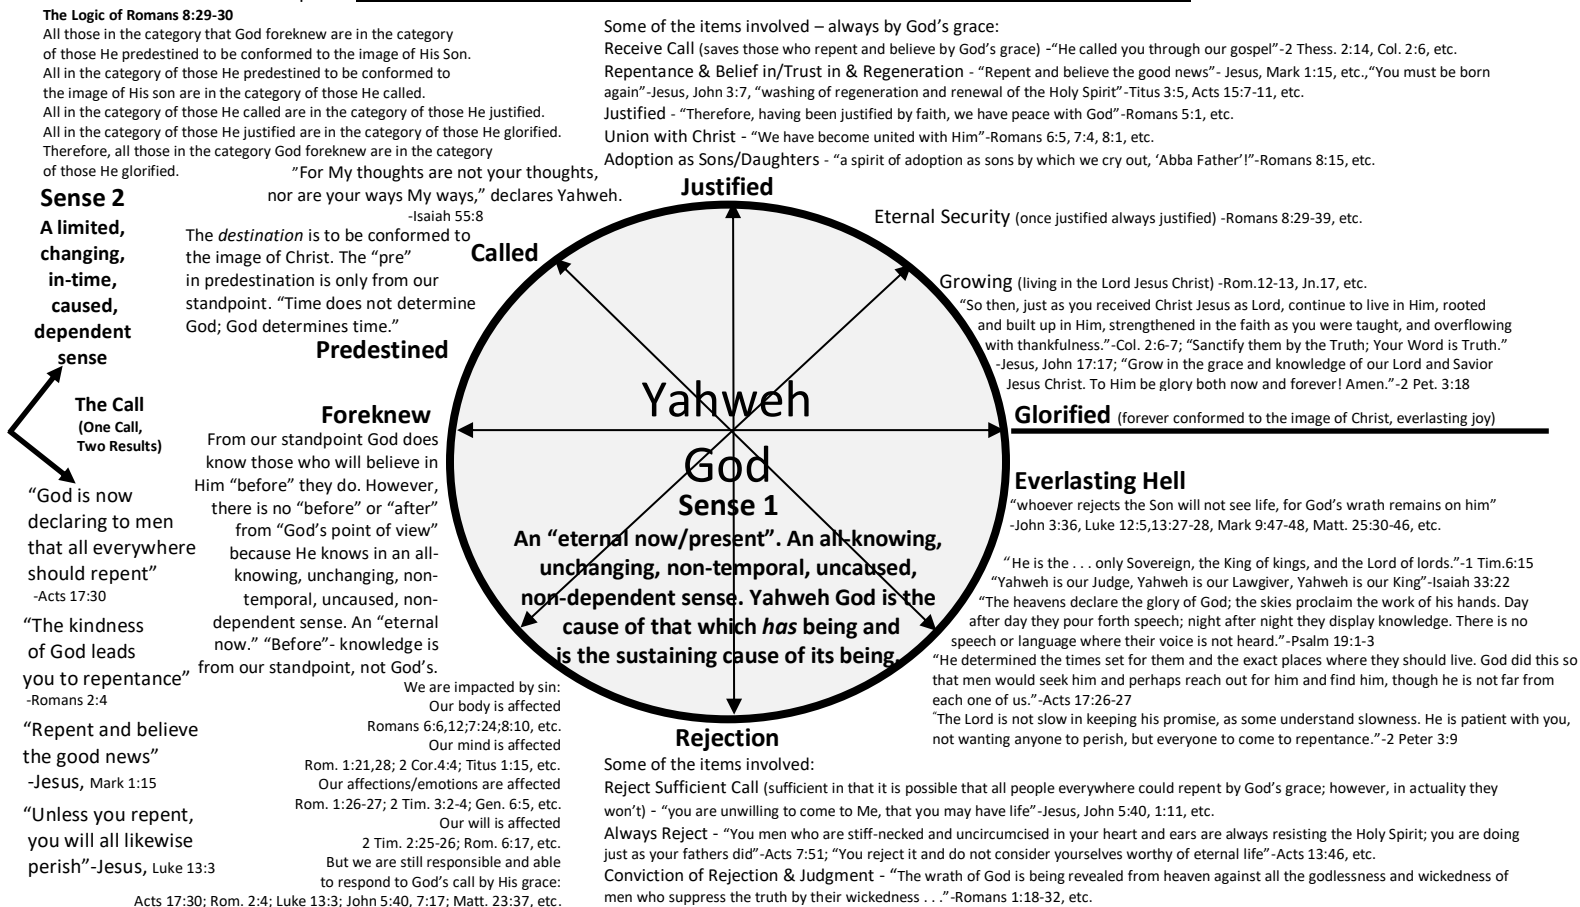 The Logic of Romans 8:29-30
All those in the category that God foreknew are in the category
of those He predestined to be conformed to the image of His Son.
All in the category of those He predestined to be conformed to
the image of His son are in the category of those He called.
All in the category of those He called are in the category of those He justified.
All in the category of those He justified are in the category of those He glorified.
Therefore, all those in the category God foreknew are in the category
of those He glorified.
"For My thoughts are not your thoughts,
nor are your ways My ways,” declares Yahweh.
-Isaiah 55:8
Some of the items involved – always by God’s grace:
Receive Call (saves those who repent and believe by God’s grace) -“He called you through our gospel”-2 Thess. 2:14, Col. 2:6, etc.
Repentance & Belief in/Trust in & Regeneration - “Repent and believe the good news”- Jesus, Mark 1:15, etc.,“You must be born
again”-Jesus, John 3:7, “washing of regeneration and renewal of the Holy Spirit”-Titus 3:5, Acts 15:7-11, etc.
Justified - “Therefore, having been justified by faith, we have peace with God”-Romans 5:1, etc.
Union with Christ - “We have become united with Him”-Romans 6:5, 7:4, 8:1, etc.
Adoption as Sons/Daughters - “a spirit of adoption as sons by which we cry out, ‘Abba Father’!”-Romans 8:15, etc.
Justified
Eternal Security (once justified always justified) -Romans 8:29-39, etc.
Sense 2
A limited,
changing,
in-time,
caused,
dependent
sense
The destination is to be conformed to
the image of Christ. The “pre”
in predestination is only from our
standpoint. “Time does not determine
God; God determines time.”
Called
Predestined
Growing (living in the Lord Jesus Christ) -Rom.12-13, Jn.17, etc.
“So then, just as you received Christ Jesus as Lord, continue to live in Him, rooted
and built up in Him, strengthened in the faith as you were taught, and overflowing
with thankfulness.”-Col. 2:6-7; “Sanctify them by the Truth; Your Word is Truth.”
-Jesus, John 17:17; “Grow in the grace and knowledge of our Lord and Savior
Jesus Christ. To Him be glory both now and forever! Amen.”-2 Pet. 3:18
The Call
(One Call,
Two Results)
Foreknew
From our standpoint God does
know those who will believe in
Him “before” they do. However,
there is no “before” or “after”
from “God’s point of view”
because He knows in an all-
knowing, unchanging, non-
temporal, uncaused, non-
dependent sense. An “eternal
now.” “Before”- knowledge is
from our standpoint, not God’s.
Yahweh
God
Sense 1
An “eternal now/present”. An all-knowing,
unchanging, non-temporal, uncaused,
non-dependent sense. Yahweh God is the
cause of that which has being and
is the sustaining cause of its being.
Glorified (forever conformed to the image of Christ, everlasting joy)
Everlasting Hell
“whoever rejects the Son will not see life, for God’s wrath remains on him”
-John 3:36, Luke 12:5,13:27-28, Mark 9:47-48, Matt. 25:30-46, etc.
“He is the . . . only Sovereign, the King of kings, and the Lord of lords.”-1 Tim.6:15
“Yahweh is our Judge, Yahweh is our Lawgiver, Yahweh is our King”-Isaiah 33:22
“The heavens declare the glory of God; the skies proclaim the work of his hands. Day
after day they pour forth speech; night after night they display knowledge. There is no
speech or language where their voice is not heard.”-Psalm 19:1-3
“He determined the times set for them and the exact places where they should live. God did this so
that men would seek him and perhaps reach out for him and find him, though he is not far from
each one of us.”-Acts 17:26-27
“The Lord is not slow in keeping his promise, as some understand slowness. He is patient with you,
not wanting anyone to perish, but everyone to come to repentance.”-2 Peter 3:9
“God is now
declaring to men
that all everywhere
should repent”
-Acts 17:30
“The kindness
of God leads
you to repentance”
-Romans 2:4
“Repent and believe
the good news”
-Jesus, Mark 1:15
“Unless you repent,
you will all likewise
perish”-Jesus, Luke 13:3
We are impacted by sin:
Our body is affected
Romans 6:6,12;7:24;8:10, etc.
Our mind is affected
Rom. 1:21,28; 2 Cor.4:4; Titus 1:15, etc.
Our affections/emotions are affected
Rom. 1:26-27; 2 Tim. 3:2-4; Gen. 6:5, etc.
Our will is affected
2 Tim. 2:25-26; Rom. 6:17, etc.
But we are still responsible and able
to respond to God’s call by His grace:
Acts 17:30; Rom. 2:4; Luke 13:3; John 5:40, 7:17; Matt. 23:37, etc.
Rejection
Some of the items involved:
Reject Sufficient Call (sufficient in that it is possible that all people everywhere could repent by God’s grace; however, in actuality they
won’t) - “you are unwilling to come to Me, that you may have life”-Jesus, John 5:40, 1:11, etc.
Always Reject - “You men who are stiff-necked and uncircumcised in your heart and ears are always resisting the Holy Spirit; you are doing
just as your fathers did”-Acts 7:51; “You reject it and do not consider yourselves worthy of eternal life”-Acts 13:46, etc.
Conviction of Rejection & Judgment - “The wrath of God is being revealed from heaven against all the godlessness and wickedness of
men who suppress the truth by their wickedness . . .”-Romans 1:18-32, etc.